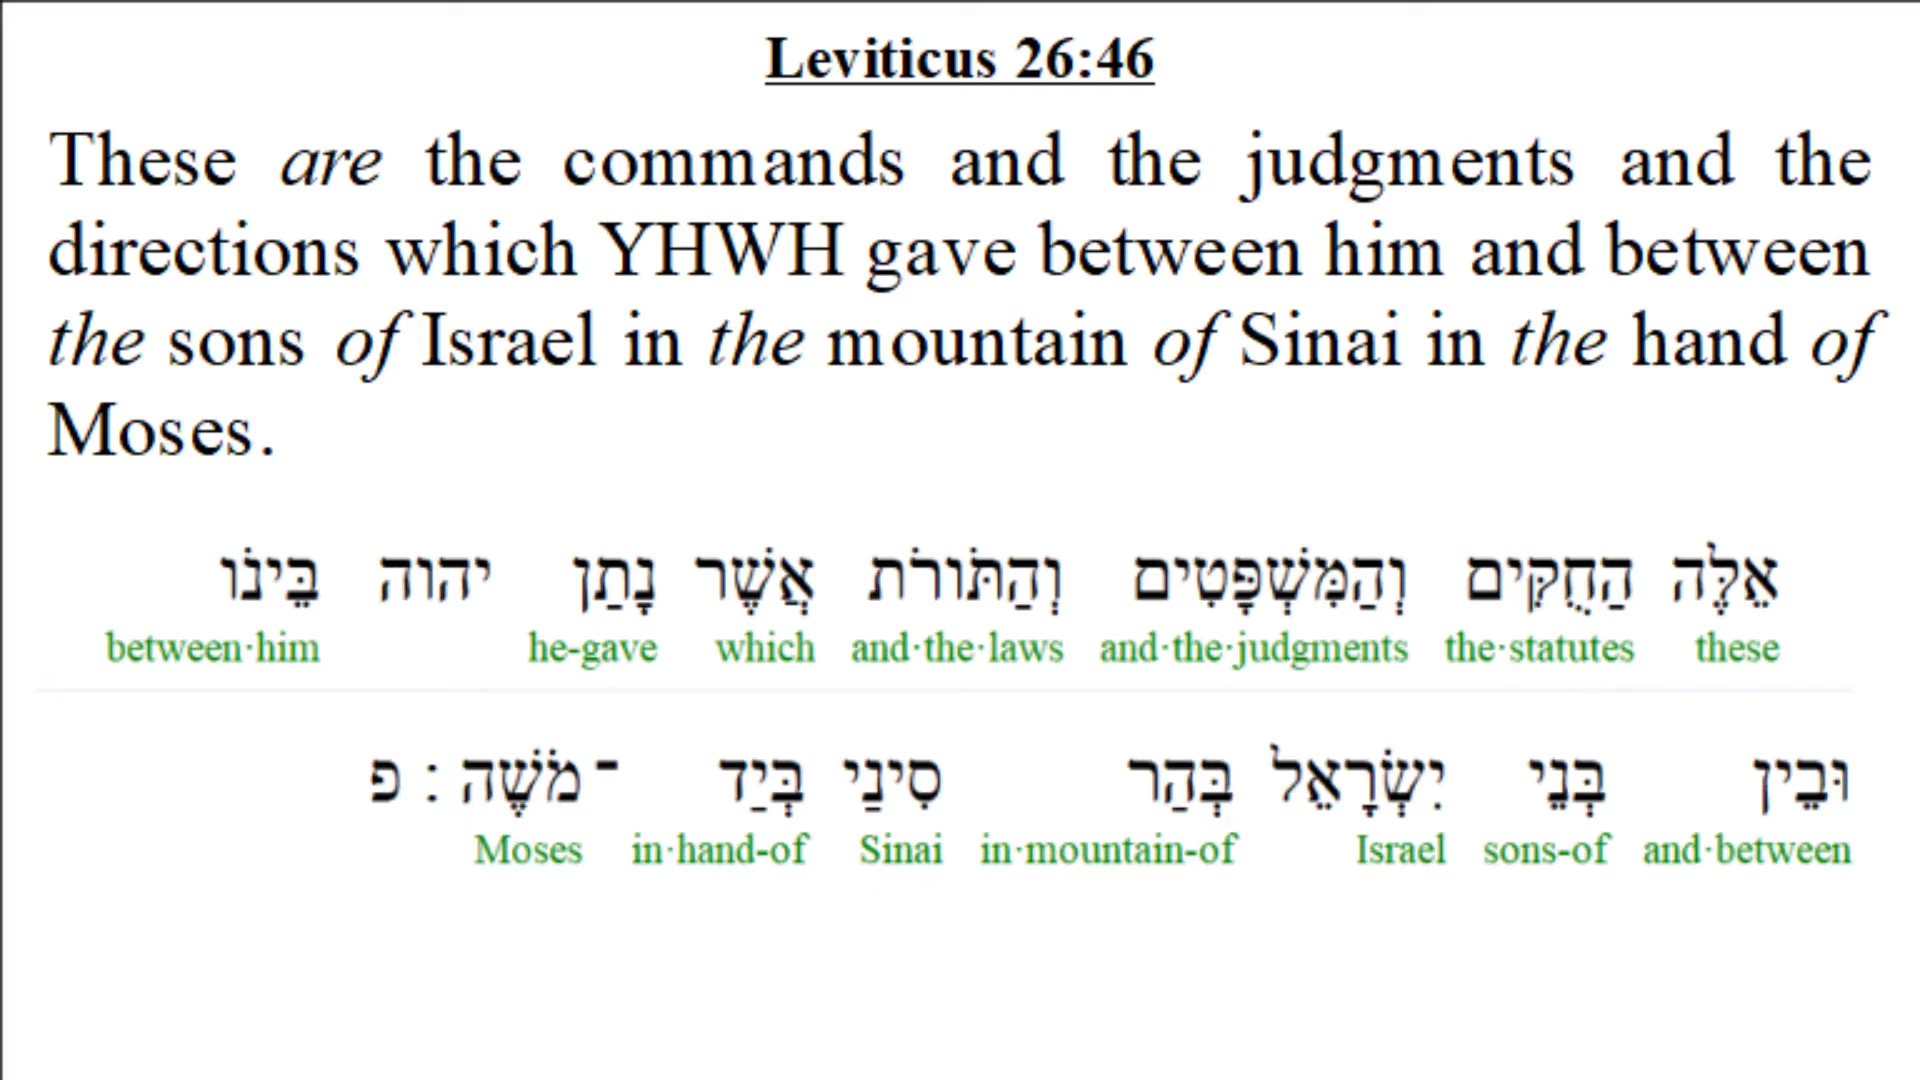 Leviticus 26:46
These are the commands and the judgments and the
directions which YHWH gave between him and between
the sons of Israel in the mountain of Sinai in the hand of
Moses.
אֵלֶּה הַחֻקִּים וְהַמִּשְׁפָּטִים וְהַתֹּורֹת אֲשֶׁר נָתַן יהוה בֵּינֹו
between·him he-gave which and·the·laws and·the·judgments the·statutes these
וּבֵין בְּנֵי יִשְׂרָאֵל בְּהַר סִינַי בְּיַד ־ מֹשֶׁה : פ
Moses in·hand-of Sinai in·mountain-of Israel sons-of and·between